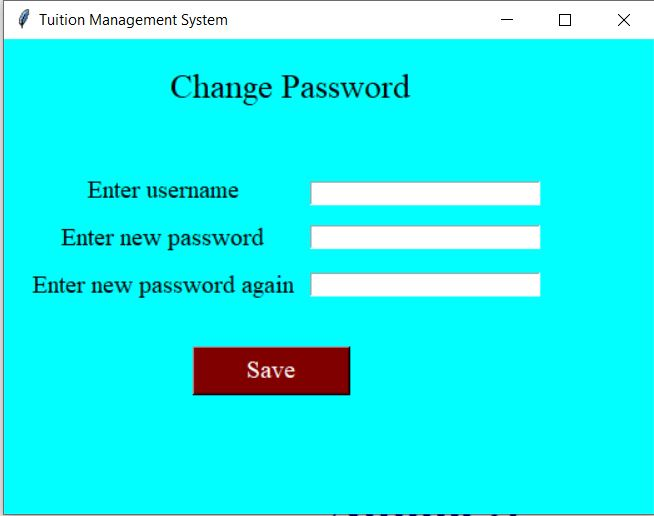 Tuition Management System
Change Password
Enter username
Enter new password
Enter new password again
Save